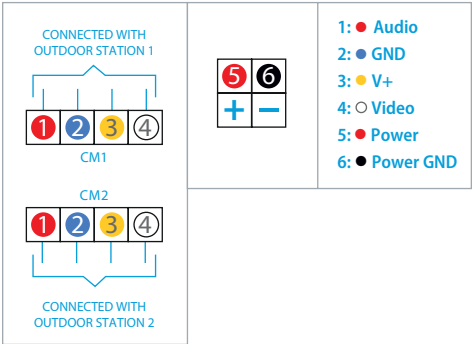 CONNECTED WITH
OUTDOOR STATION 1
1 2 3 4
CM1
CM2
1 2 3 4
CONNECTED WITH
OUTDOOR STATION 2
5 6
+ −
1: Audio
2: GND
3: V+
4: Video
5: Power
6: Power GND